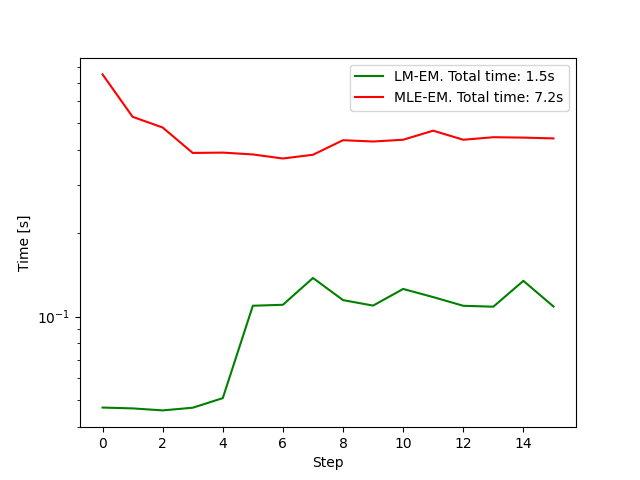 LM-EM. Total time: 1.5s
MLE-EM. Total time: 7.2s
Time [s]
10⁻¹
0 2 4 6 8 10 12 14
Step